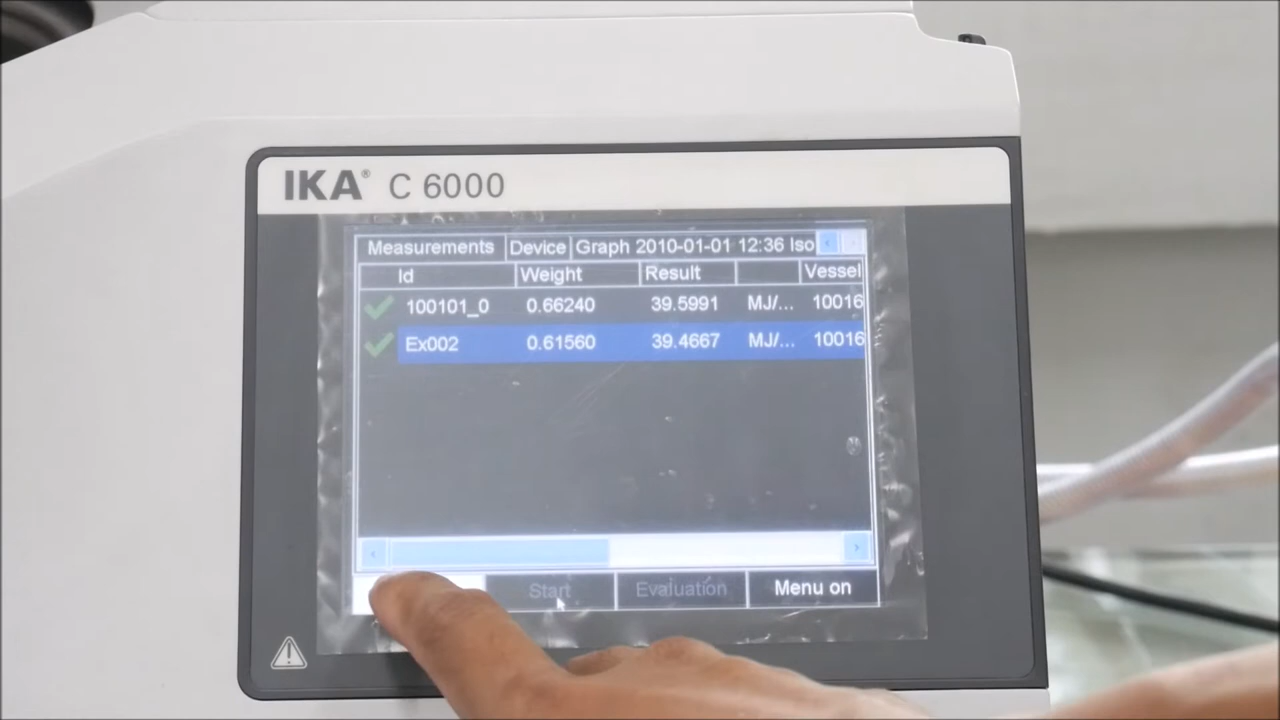 IKA® C 6000
Measurements Device Graph 2010-01-01 12:36 Iso
Id Weight Result Vessel
100101_0 0.66240 39.5991 MJ/... 10016
Ex002 0.61560 39.4667 MJ/... 10016
Start Evaluation Menu on